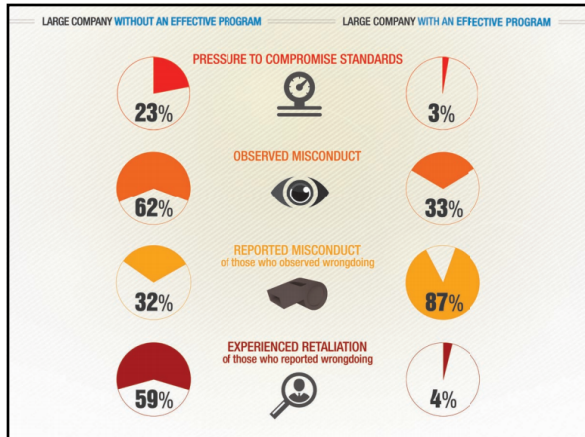 LARGE COMPANY WITHOUT AN EFFECTIVE PROGRAM
LARGE COMPANY WITH AN EFFECTIVE PROGRAM
PRESSURE TO COMPROMISE STANDARDS
23%
3%
OBSERVED MISCONDUCT
62%
33%
REPORTED MISCONDUCT
of those who observed wrongdoing
32%
87%
EXPERIENCED RETALIATION
of those who reported wrongdoing
59%
4%